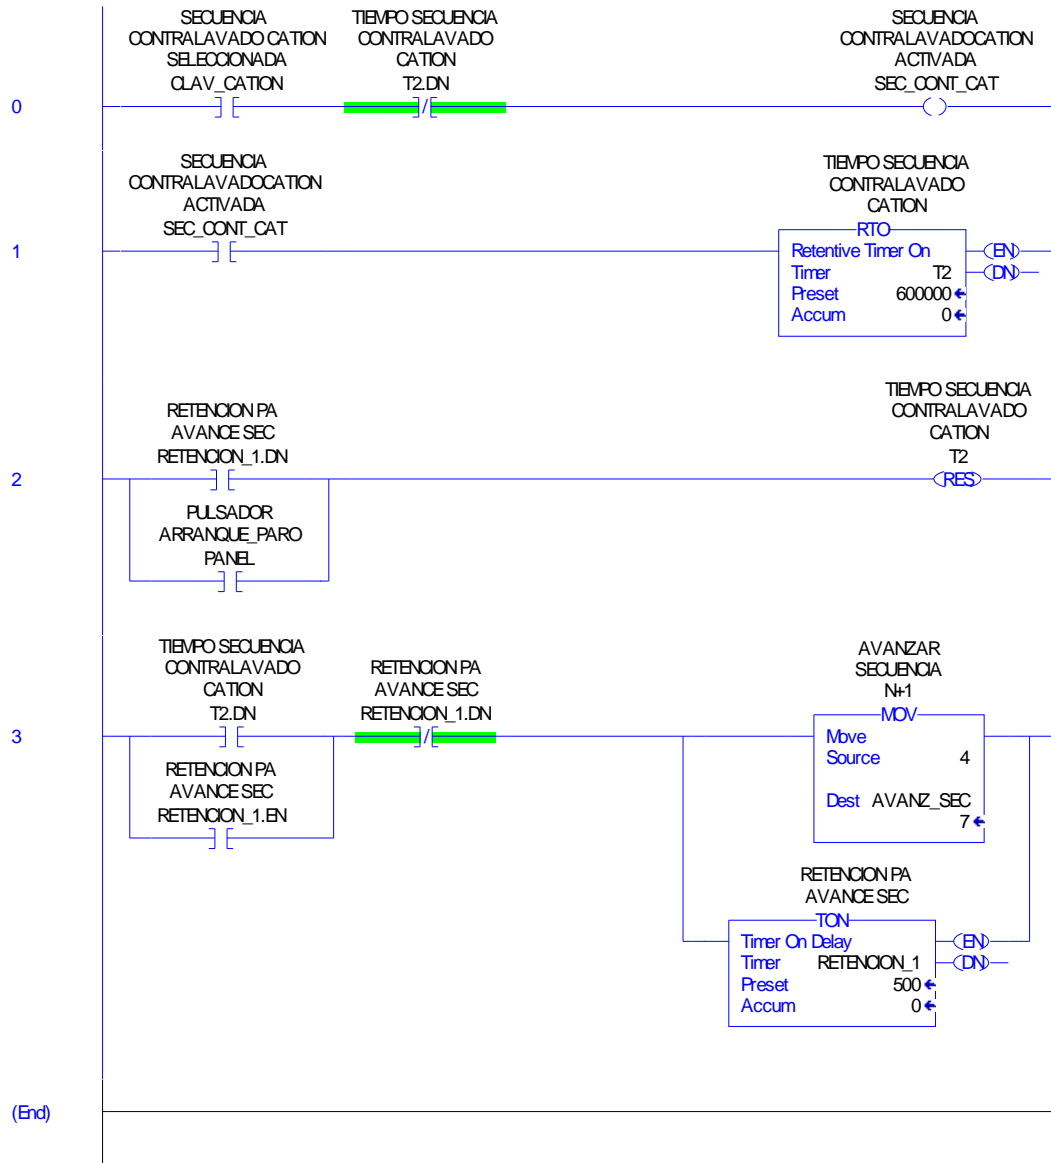 SECUENCIA
CONTRALAVADO CATION
SELECCIONADA
CLAV_CATION
TIEMPO SECUENCIA
CONTRALAVADO
CATION
T2.DN
SECUENCIA
CONTRALAVADOCATION
ACTIVADA
SEC_CONT_CAT
0
SECUENCIA
CONTRALAVADOCATION
ACTIVADA
SEC_CONT_CAT
TIEMPO SECUENCIA
CONTRALAVADO
CATION
1
RTO
Retentive Timer On
Timer T2
Preset 600000
Accum 0
EN
DN
RETENCION PA
AVANCE SEC
RETENCION_1.DN
TIEMPO SECUENCIA
CONTRALAVADO
CATION
T2
2
RES
PULSADOR
ARRANQUE_PARO
PANEL
TIEMPO SECUENCIA
CONTRALAVADO
CATION
T2.DN
RETENCION PA
AVANCE SEC
RETENCION_1.DN
AVANZAR
SECUENCIA
N+1
3
MOV
Move
Source 4
Dest AVANZ_SEC
7
RETENCION PA
AVANCE SEC
RETENCION_1.EN
RETENCION PA
AVANCE SEC
TON
Timer On Delay
Timer RETENCION_1
Preset 500
Accum 0
EN
DN
(End)